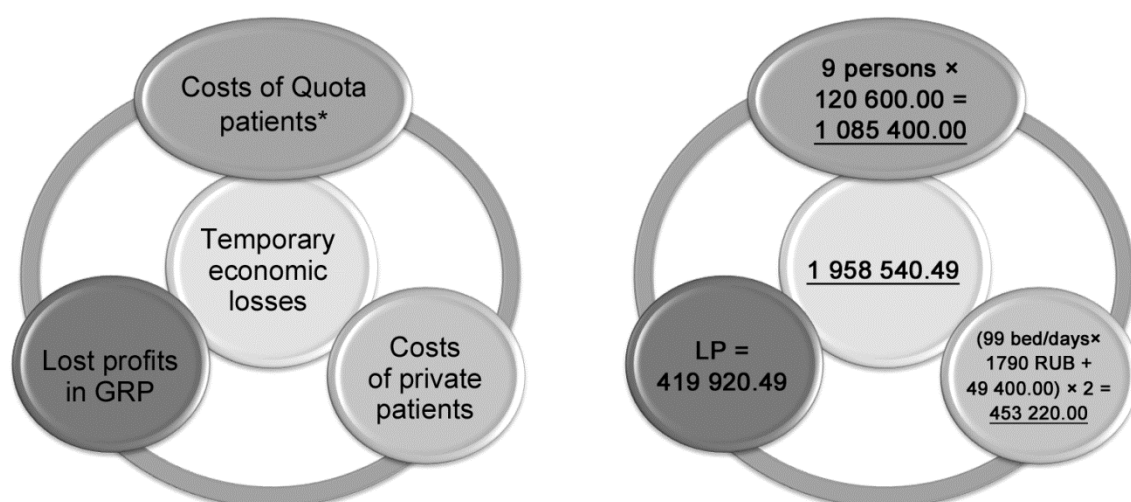 Costs of Quota
patients*
Temporary
economic
losses
Lost profits
in GRP
Costs
of private
patients
9 persons ×
120 600.00 =
1 085 400.00
1 958 540.49
LP =
419 920.49
(99 bed/days×
1790 RUB +
49 400.00) × 2 =
453 220.00